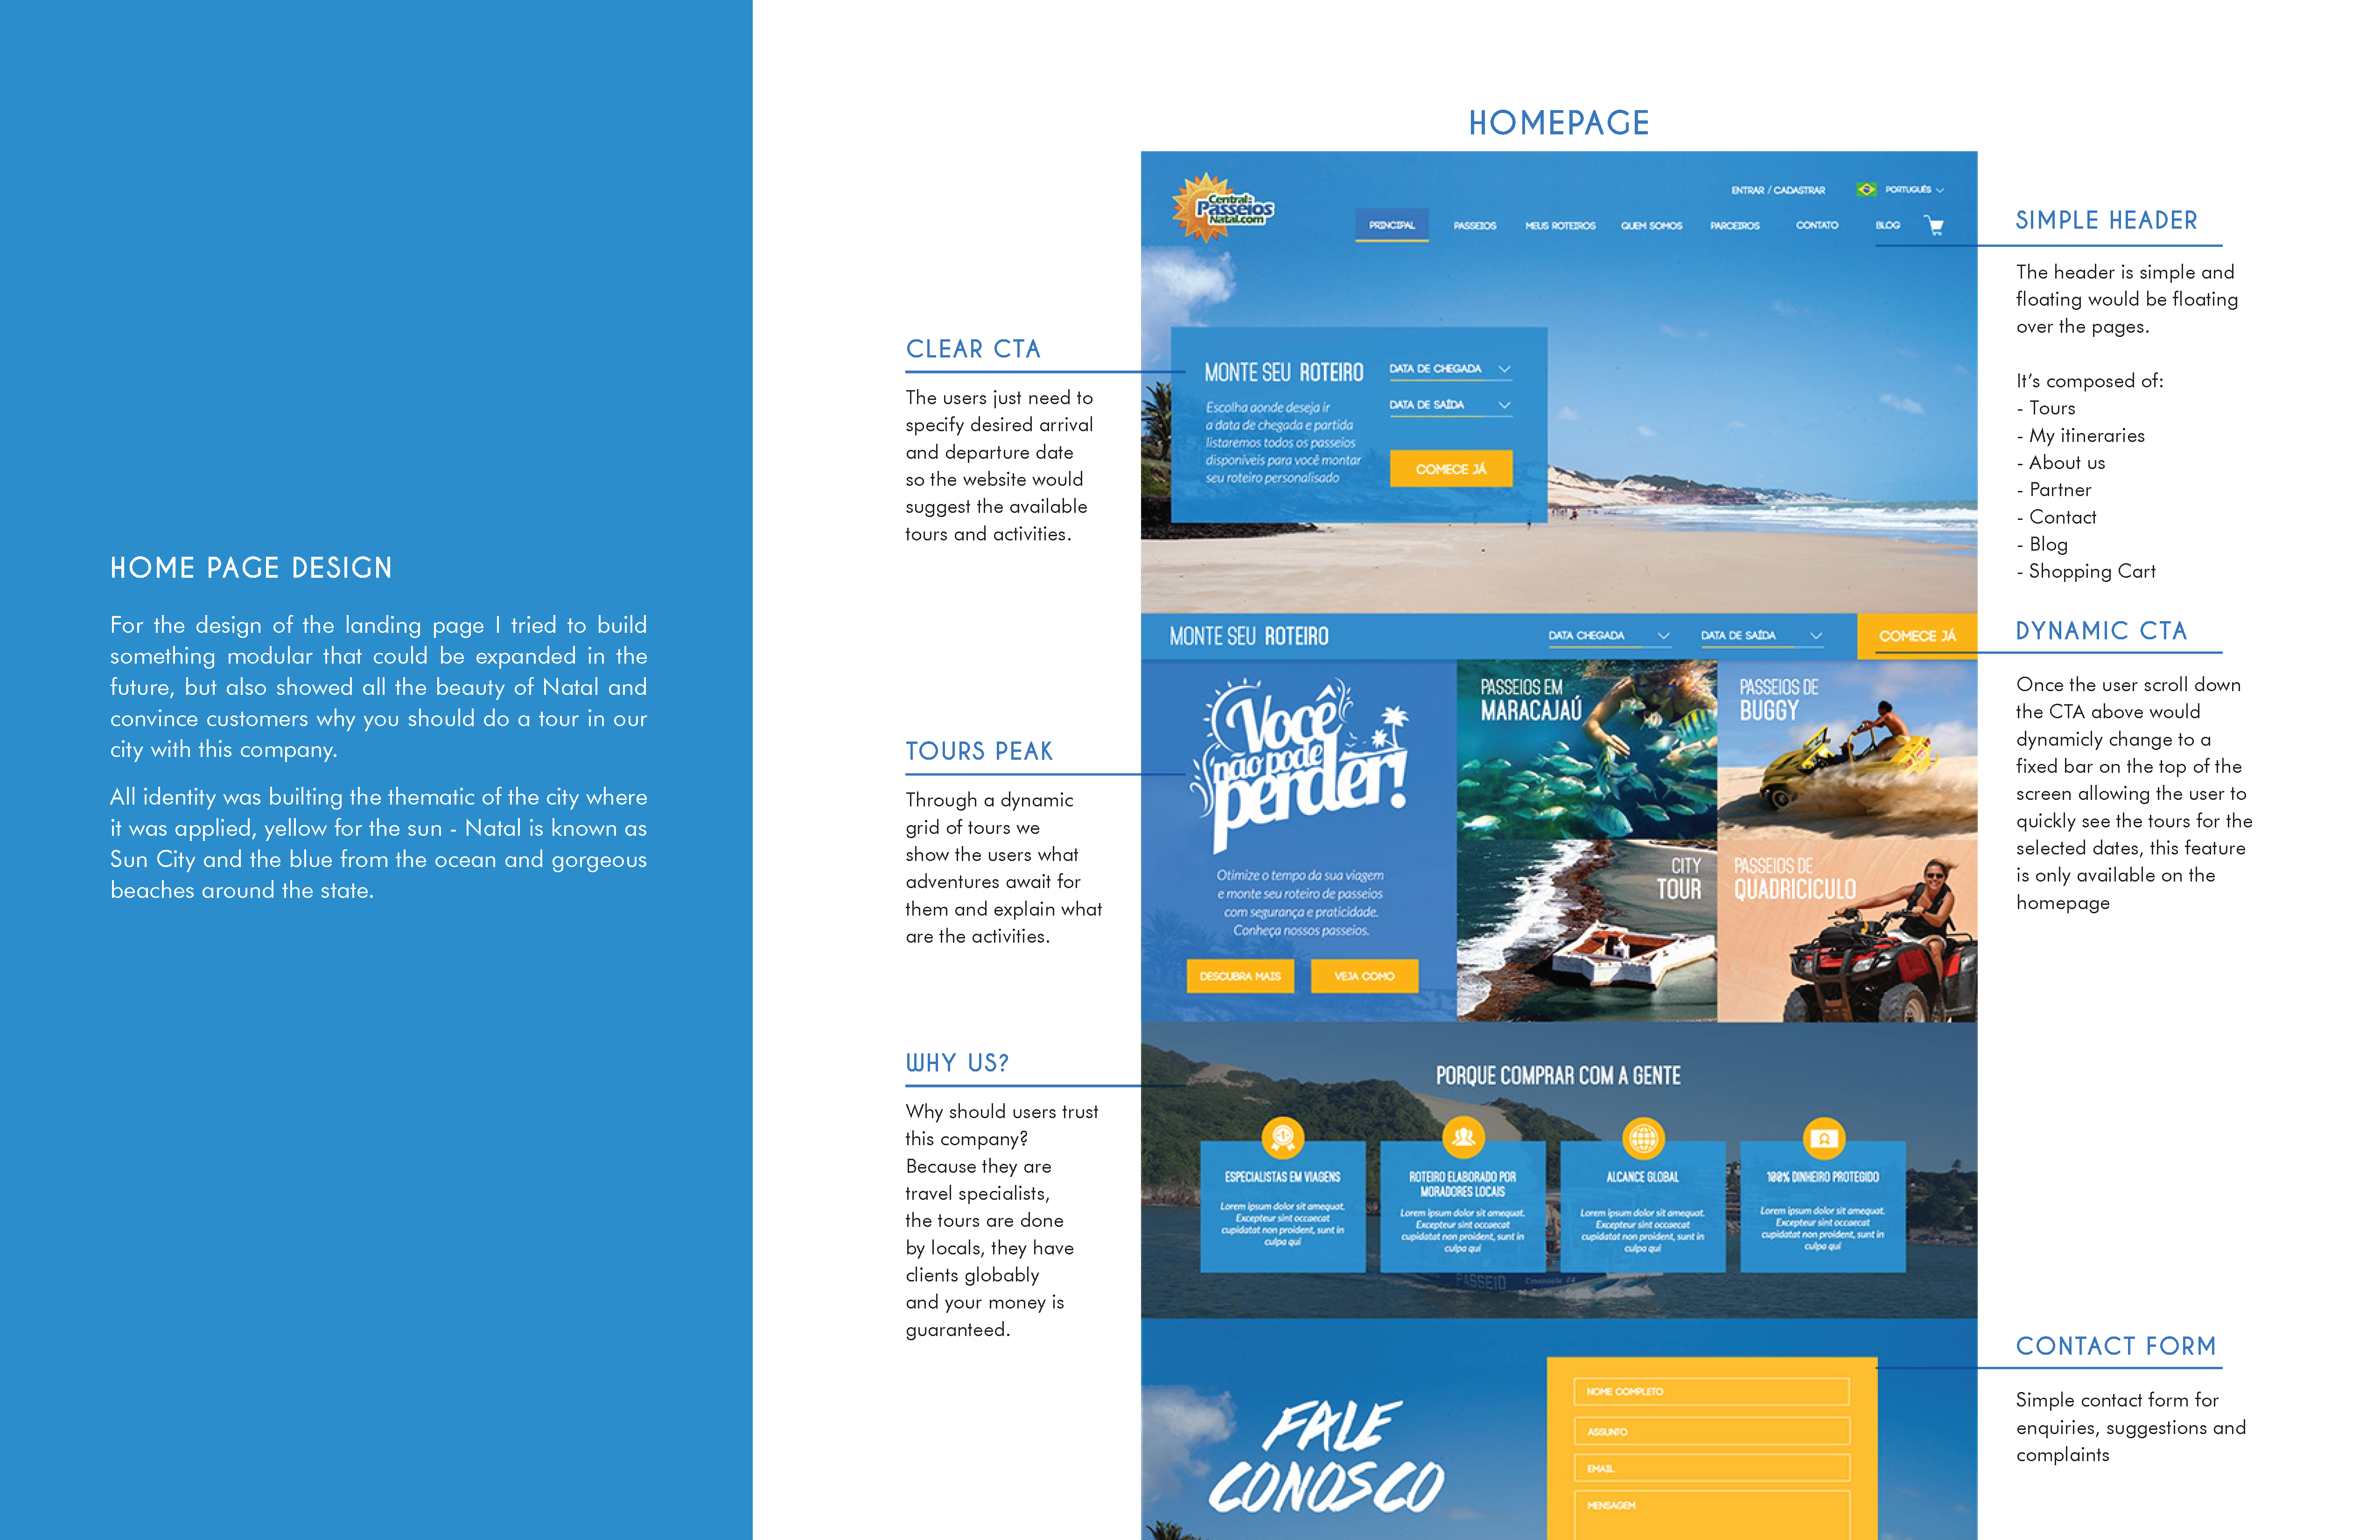 HOME PAGE DESIGN
For the design of the landing page I tried to build
something modular that could be expanded in the
future, but also showed all the beauty of Natal and
convince customers why you should do a tour in our
city with this company.
All identity was builting the thematic of the city where
it was applied, yellow for the sun - Natal is known as
Sun City and the blue from the ocean and gorgeous
beaches around the state.
HOMEPAGE
CLEAR CTA
The users just need to
specify desired arrival
and departure date
so the website would
suggest the available
tours and activities.
TOURS PEAK
Through a dynamic
grid of tours we
show the users what
adventures await for
them and explain what
are the activities.
WHY US?
Why should users trust
this company?
Because they are
travel specialists,
the tours are done
by locals, they have
clients globably
and your money is
guaranteed.
Central de
Passeios
Natal.com
ENTRAR / CADASTRAR
PORTUGUÊS
PRINCIPAL
PASSEIOS
MEUS ROTEIROS
QUEM SOMOS
PARCEIROS
CONTATO
BLOG
MONTE SEU ROTEIRO
Escolha aonde deseja ir
a data de chegada e partida
listaremos todos os passeios
disponíveis para você montar
seu roteiro personalisado
DATA DE CHEGADA
DATA DE SAÍDA
COMECE JÁ
MONTE SEU ROTEIRO
DATA CHEGADA
DATA DE SAÍDA
COMECE JÁ
Você
não pode
perder!
Otimize o tempo da sua viagem
e monte seu roteiro de passeios
com segurança e praticidade.
Conheça nossos passeios.
DESCUBRA MAIS
VEJA COMO
PASSEIOS EM
MARACAJAÚ
PASSEIOS DE
BUGGY
CITY
TOUR
PASSEIOS DE
QUADRICICULO
PORQUE COMPRAR COM A GENTE
ESPECIALISTAS EM VIAGENS
Lorem ipsum dolor sit amequat.
Excepteur sint occaecat
cupidatat non proident, sunt in
culpa qui
ROTEIRO ELABORADO POR
MORADORES LOCAIS
Lorem ipsum dolor sit amequat.
Excepteur sint occaecat
cupidatat non proident, sunt in
culpa qui
ALCANCE GLOBAL
Lorem ipsum dolor sit amequat.
Excepteur sint occaecat
cupidatat non proident, sunt in
culpa qui
100% DINHEIRO PROTEGIDO
Lorem ipsum dolor sit amequat.
Excepteur sint occaecat
cupidatat non proident, sunt in
culpa qui
PASSEIO
FALE
CONOSCO
NOME COMPLETO
ASSUNTO
EMAIL
MENSAGEM
SIMPLE HEADER
The header is simple and
floating would be floating
over the pages.
It's composed of:
- Tours
- My itineraries
- About us
- Partner
- Contact
- Blog
- Shopping Cart
DYNAMIC CTA
Once the user scroll down
the CTA above would
dynamicly change to a
fixed bar on the top of the
screen allowing the user to
quickly see the tours for the
selected dates, this feature
is only available on the
homepage
CONTACT FORM
Simple contact form for
enquiries, suggestions and
complaints